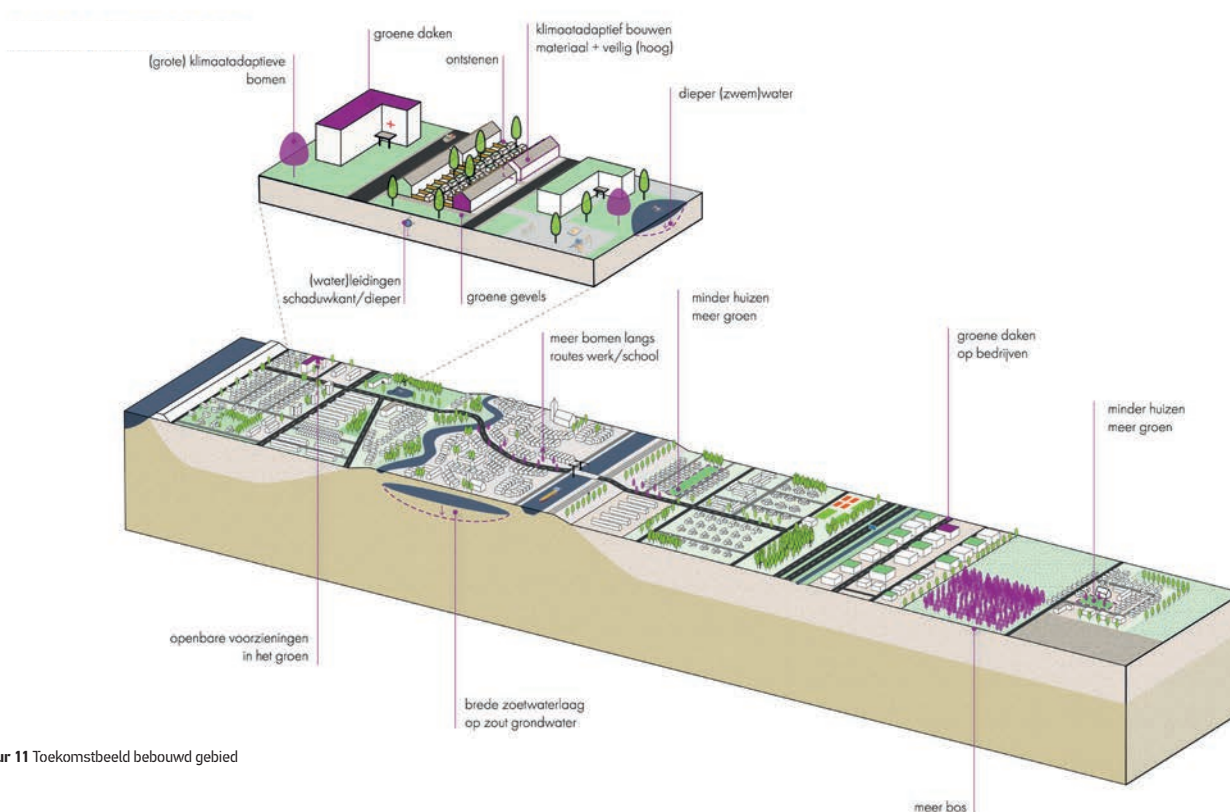 groene daken
klimaatadaptief bouwen
materiaal + veilig (hoog)
(grote) klimaatadaptieve
bomen
ontstenen
dieper (zwem)water
(water)leidingen
schaduwkant/dieper
groene gevels
minder huizen
meer groen
meer bomen langs
routes werk/school
groene daken
op bedrijven
minder huizen
meer groen
openbare voorzieningen
in het groen
brede zoetwaterlaag
op zout grondwater
ur 11 Toekomstbeeld bebouwd gebied
meer bos